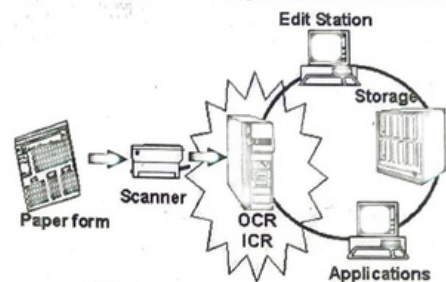 Edit Station
Storage
Scanner
Paper form
OCR
ICR
Applications